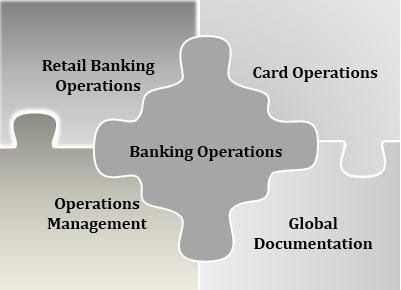 Retail Banking
Operations
Card Operations
Banking Operations
Operations
Management
Global
Documentation